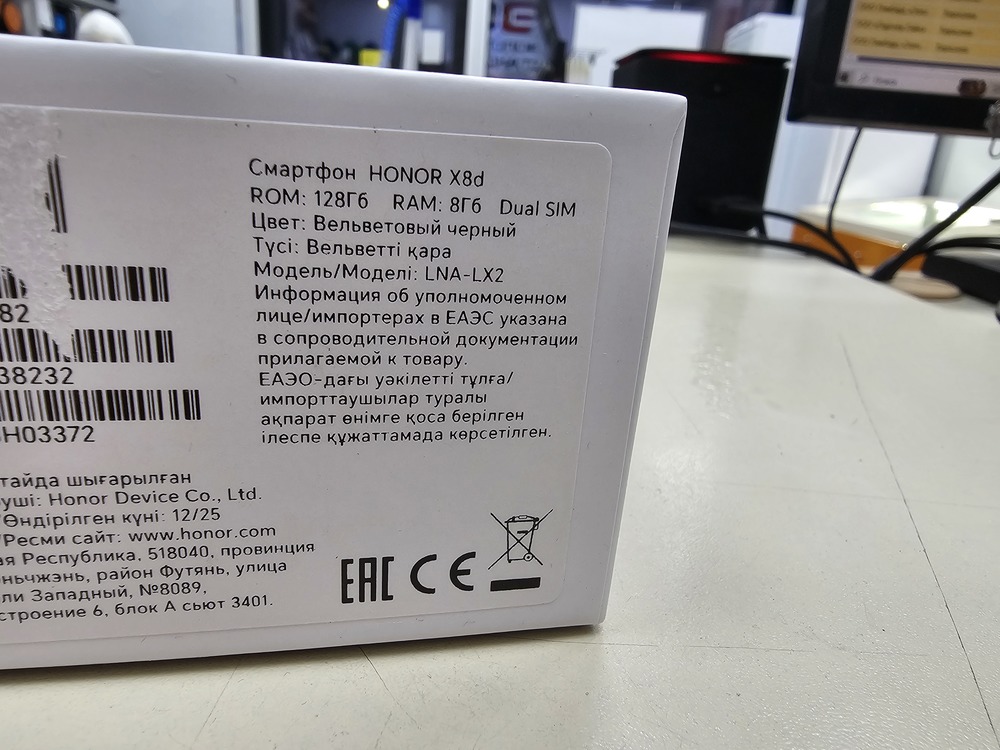 Смартфон HONOR X8d
ROM: 128Гб RAM: 8Гб Dual SIM
Цвет: Вельветовый черный
Түсі: Вельветті қара
Модель/Моделі: LNA-LX2
Информация об уполномоченном
лице/импортерах в ЕАЭС указана
в сопроводительной документации
прилагаемой к товару.
ЕАЭО-дағы уәкілетті тұлға/
импорттаушылар туралы
ақпарат өнімге қоса берілген
ілеспе құжаттамада көрсетілген.
82
38232
H03372
тайда шығарылған
уші: Honor Device Co., Ltd.
/Өндірілген күні: 12/25
/Ресми сайт: www.honor.com
ая Республика, 518040, провинция
ньчжэнь, район Футянь, улица
ли Западный, №8089,
строение 6, блок А сьют 3401.
EAC CE